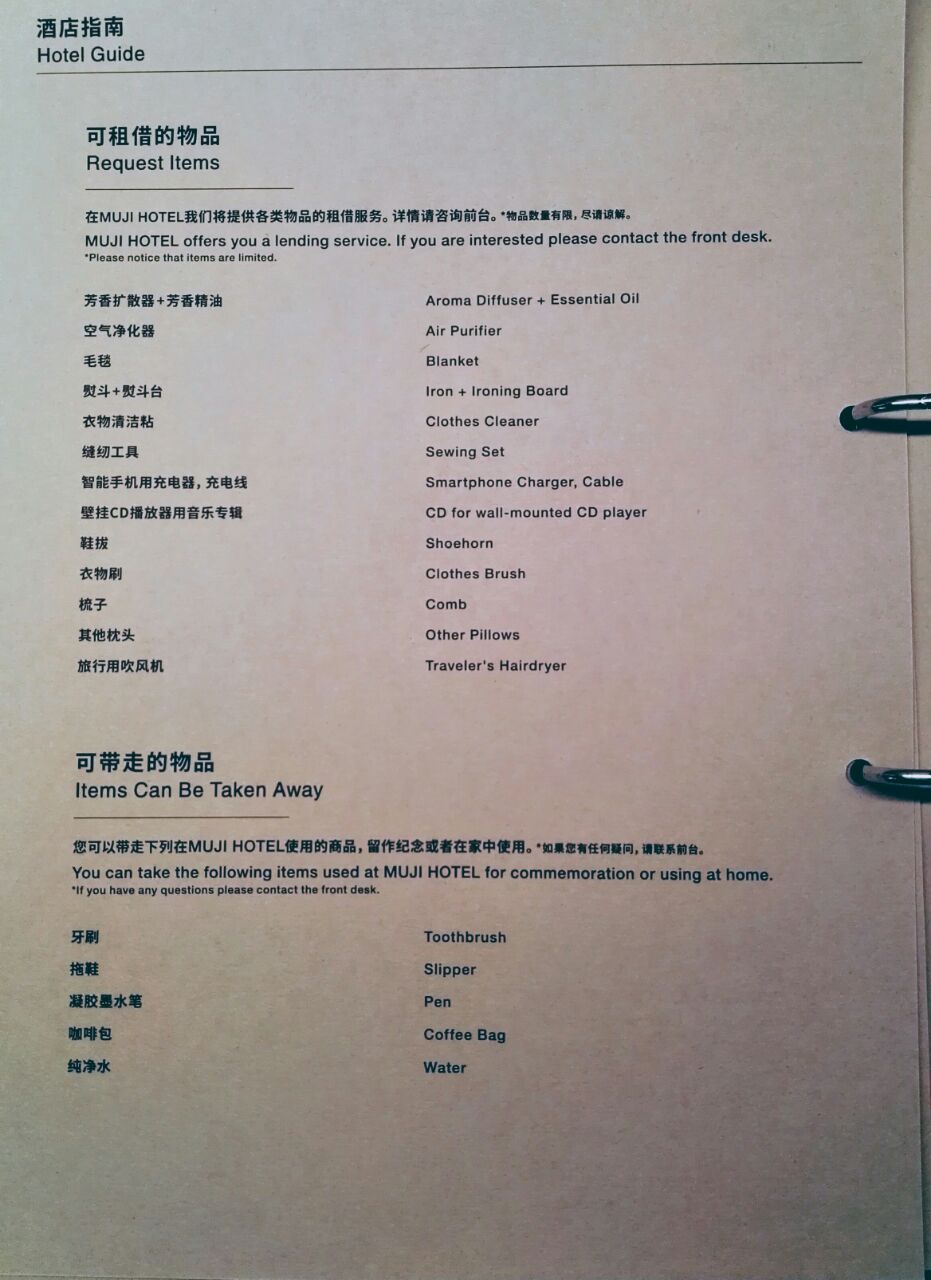 酒店指南
Hotel Guide
可租借的物品
Request Items
在MUJI HOTEL我们将提供各类物品的租借服务。详情请咨询前台。*物品数量有限，尽请谅解。
MUJI HOTEL offers you a lending service. If you are interested please contact the front desk.
*Please notice that items are limited.
芳香扩散器+芳香精油 Aroma Diffuser + Essential Oil
空气净化器 Air Purifier
毛毯 Blanket
熨斗+熨斗台 Iron + Ironing Board
衣物清洁粘 Clothes Cleaner
缝纫工具 Sewing Set
智能手机用充电器，充电线 Smartphone Charger, Cable
壁挂CD播放器用音乐专辑 CD for wall-mounted CD player
鞋拔 Shoehorn
衣物刷 Clothes Brush
梳子 Comb
其他枕头 Other Pillows
旅行用吹风机 Traveler's Hairdryer
可带走的物品
Items Can Be Taken Away
您可以带走下列在MUJI HOTEL使用的商品，留作纪念或者在家中使用。*如果您有任何疑问，请联系前台。
You can take the following items used at MUJI HOTEL for commemoration or using at home.
*If you have any questions please contact the front desk.
牙刷 Toothbrush
拖鞋 Slipper
凝胶墨水笔 Pen
咖啡包 Coffee Bag
纯净水 Water